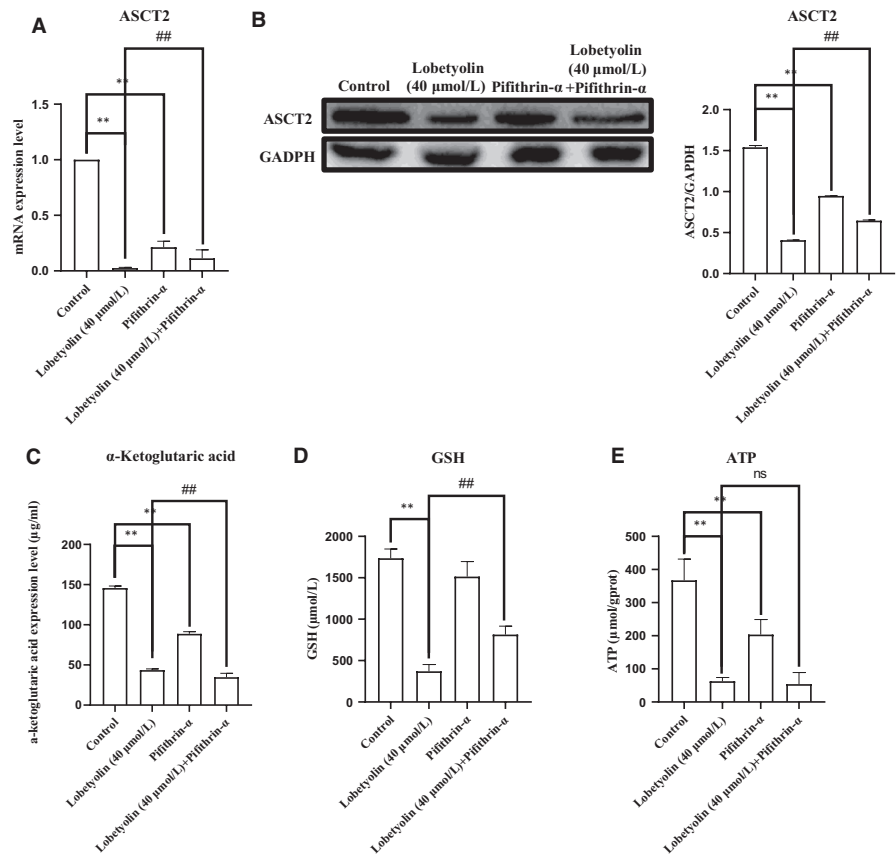 A
ASCT2
##
**
**
mRNA expression level
1.5
1.0
0.5
0.0
Control
Lobetyolin (40 μmol/L)
Pifithrin-α
Lobetyolin (40 μmol/L)+Pifithrin-α
B
Control
Lobetyolin
(40 μmol/L)
Pifithrin-α
Lobetyolin
(40 μmol/L)
+Pifithrin-α
ASCT2
GADPH
ASCT2
##
**
**
ASCT2/GAPDH
2.0
1.5
1.0
0.5
0.0
Control
Lobetyolin (40 μmol/L)
Pifithrin-α
Lobetyolin (40 μmol/L)+Pifithrin-α
C
α-Ketoglutaric acid
##
**
**
a-ketoglutaric acid expression level (μg/ml)
200
150
100
50
0
Control
Lobetyolin (40 μmol/L)
Pifithrin-α
Lobetyolin (40 μmol/L)+Pifithrin-α
D
GSH
##
**
GSH (μmol/L)
2000
1500
1000
500
0
Control
Lobetyolin (40 μmol/L)
Pifithrin-α
Lobetyolin (40 μmol/L)+Pifithrin-α
E
ATP
ns
**
**
ATP (μmol/gprot)
500
400
300
200
100
0
Control
Lobetyolin (40 μmol/L)
Pifithrin-α
Lobetyolin (40 μmol/L)+Pifithrin-α